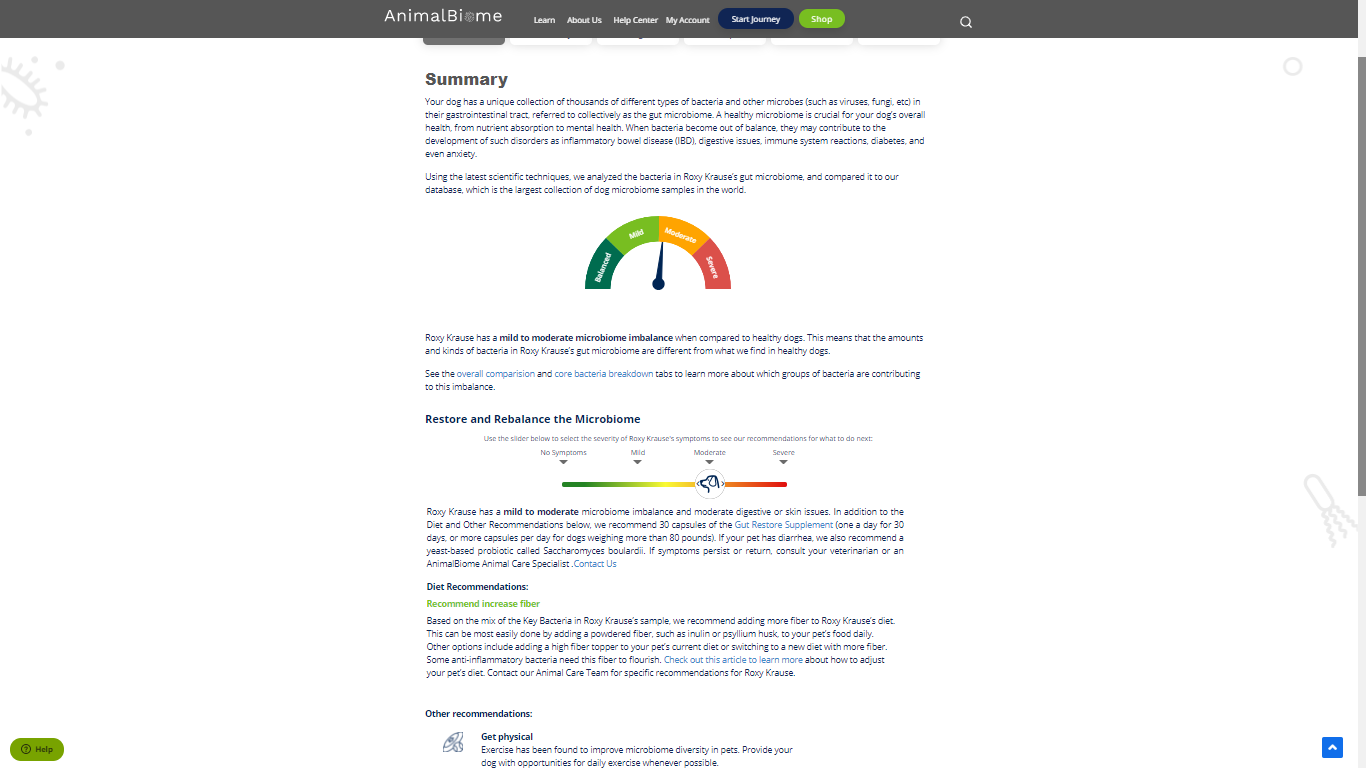 AnimalBiome
Learn About Us Help Center My Account Start Journey Shop
Summary
Your dog has a unique collection of thousands of different types of bacteria and other microbes (such as viruses, fungi, etc) in
their gastrointestinal tract, referred to collectively as the gut microbiome. A healthy microbiome is crucial for your dog's overall
health, from nutrient absorption to mental health. When bacteria become out of balance, they may contribute to the
development of such disorders as inflammatory bowel disease (IBD), digestive issues, immune system reactions, diabetes, and
even anxiety.
Using the latest scientific techniques, we analyzed the bacteria in Roxy Krause's gut microbiome, and compared it to our
database, which is the largest collection of dog microbiome samples in the world.
Balanced
Mild
Moderate
Severe
Roxy Krause has a mild to moderate microbiome imbalance when compared to healthy dogs. This means that the amounts
and kinds of bacteria in Roxy Krause's gut microbiome are different from what we find in healthy dogs.
See the overall comparision and core bacteria breakdown tabs to learn more about which groups of bacteria are contributing
to this imbalance.
Restore and Rebalance the Microbiome
Use the slider below to select the severity of Roxy Krause's symptoms to see our recommendations for what to do next:
No Symptoms Mild Moderate Severe
Roxy Krause has a mild to moderate microbiome imbalance and moderate digestive or skin issues. In addition to the
Diet and Other Recommendations below, we recommend 30 capsules of the Gut Restore Supplement (one a day for 30
days, or more capsules per day for dogs weighing more than 80 pounds). If your pet has diarrhea, we also recommend a
yeast-based probiotic called Saccharomyces boulardii. If symptoms persist or return, consult your veterinarian or an
AnimalBiome Animal Care Specialist .Contact Us
Diet Recommendations:
Recommend increase fiber
Based on the mix of the Key Bacteria in Roxy Krause's sample, we recommend adding more fiber to Roxy Krause's diet.
This can be most easily done by adding a powdered fiber, such as inulin or psyllium husk, to your pet's food daily.
Other options include adding a high fiber topper to your pet's current diet or switching to a new diet with more fiber.
Some anti-inflammatory bacteria need this fiber to flourish. Check out this article to learn more about how to adjust
your pet's diet. Contact our Animal Care Team for specific recommendations for Roxy Krause.
Other recommendations:
Get physical
Exercise has been found to improve microbiome diversity in pets. Provide your
dog with opportunities for daily exercise whenever possible.
Help